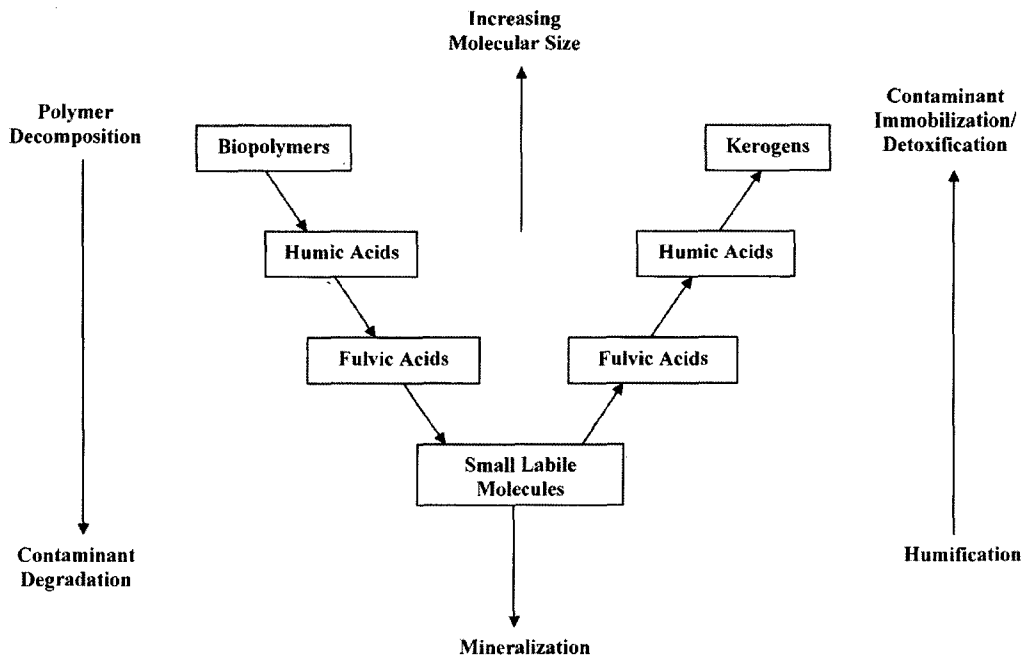 Increasing
Molecular Size
Polymer
Decomposition
Contaminant
Immobilization/
Detoxification
Biopolymers
Kerogens
Humic Acids
Humic Acids
Fulvic Acids
Fulvic Acids
Small Labile
Molecules
Contaminant
Degradation
Humification
Mineralization